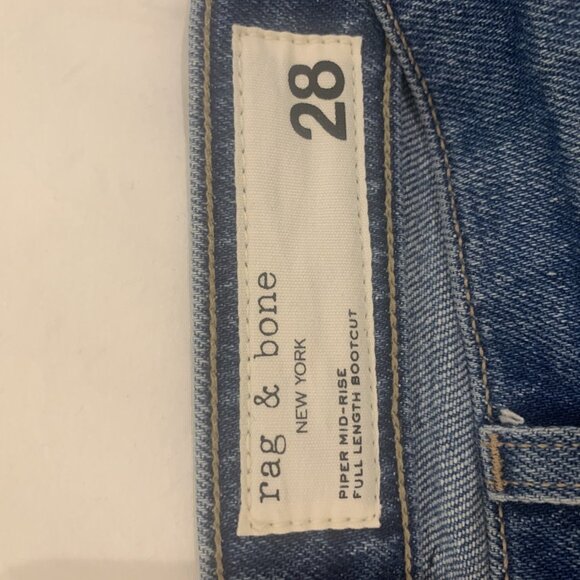 rag & bone
NEW YORK
PIPER MID-RISE
FULL LENGTH BOOTCUT
28